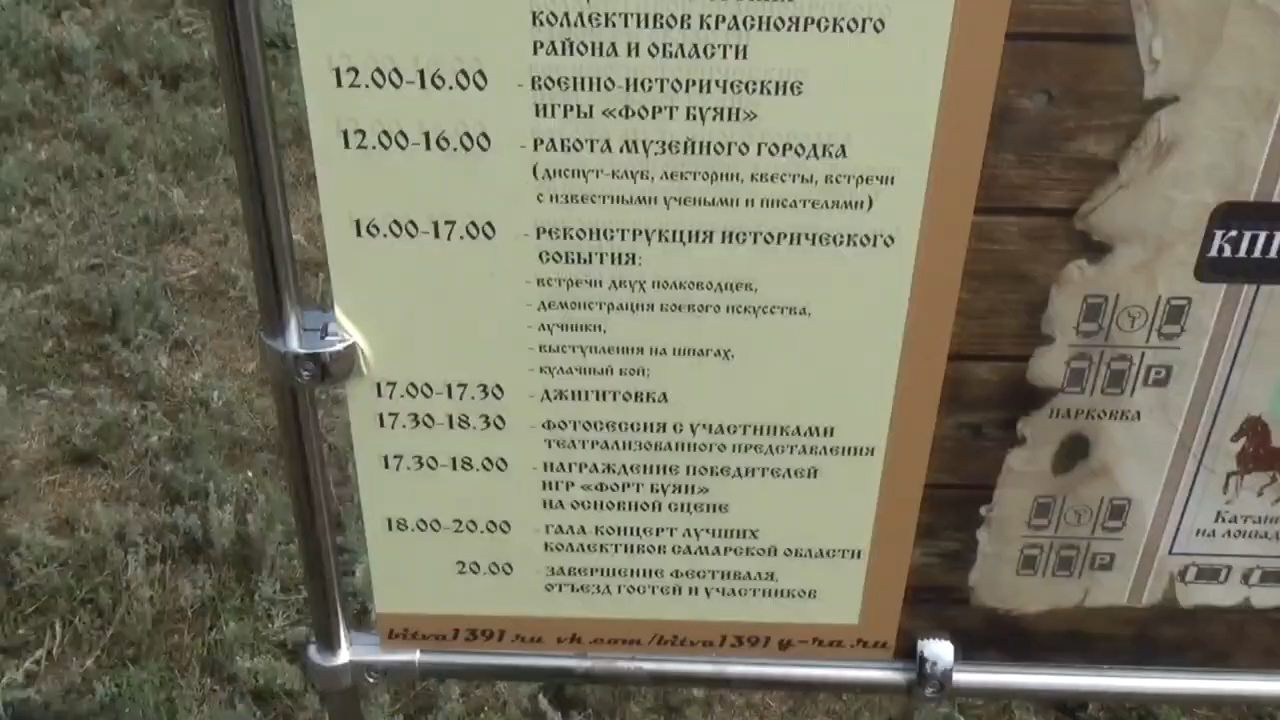 КОЛЛЕКТИВОВ КРАСНОЯРСКОГО
РАЙОНА И ОБЛАСТИ
12.00-16.00 - ВОЕННО-ИСТОРИЧЕСКИЕ
ИГРЫ «ФОРТ БУЯН»
12.00-16.00 - РАБОТА МУЗЕЙНОГО ГОРОДКА
(ДИСПУТ-КЛУБ, ЛЕКТОРИИ, КВЕСТЫ, ВСТРЕЧИ
С ИЗВЕСТНЫМИ УЧЕНЫМИ И ПИСАТЕЛЯМИ)
16.00-17.00 - РЕКОНСТРУКЦИЯ ИСТОРИЧЕСКОГО
СОБЫТИЯ:
- ВСТРЕЧИ ДВУХ ПОЛКОВОДЦЕВ,
- ДЕМОНСТРАЦИЯ БОЕВОГО ИСКУССТВА,
- ЛУЧНИКИ,
- ВЫСТУПЛЕНИЯ НА ШПАГАХ,
- КУЛАЧНЫЙ БОЙ;
17.00-17.30 - ДЖИГИТОВКА
17.30-18.30 - ФОТОСЕССИЯ С УЧАСТНИКАМИ
ТЕАТРАЛИЗОВАННОГО ПРЕДСТАВЛЕНИЯ
17.30-18.00 - НАГРАЖДЕНИЕ ПОБЕДИТЕЛЕЙ
ИГР «ФОРТ БУЯН»
НА ОСНОВНОЙ СЦЕНЕ
18.00-20.00 - ГАЛА-КОНЦЕРТ ЛУЧШИХ
КОЛЛЕКТИВОВ САМАРСКОЙ ОБЛАСТИ
20.00 - ЗАВЕРШЕНИЕ ФЕСТИВАЛЯ,
ОТЪЕЗД ГОСТЕЙ И УЧАСТНИКОВ
bitva1391.ru vk.com/bitva1391 y-ra.ru
P
ПАРКОВКА
P
на лошад